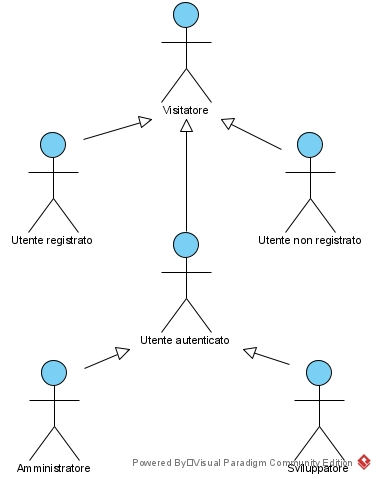 Visitatore
Utente registrato
Utente non registrato
Utente autenticato
Amministratore
Sviluppatore
Powered By Visual Paradigm Community Edition